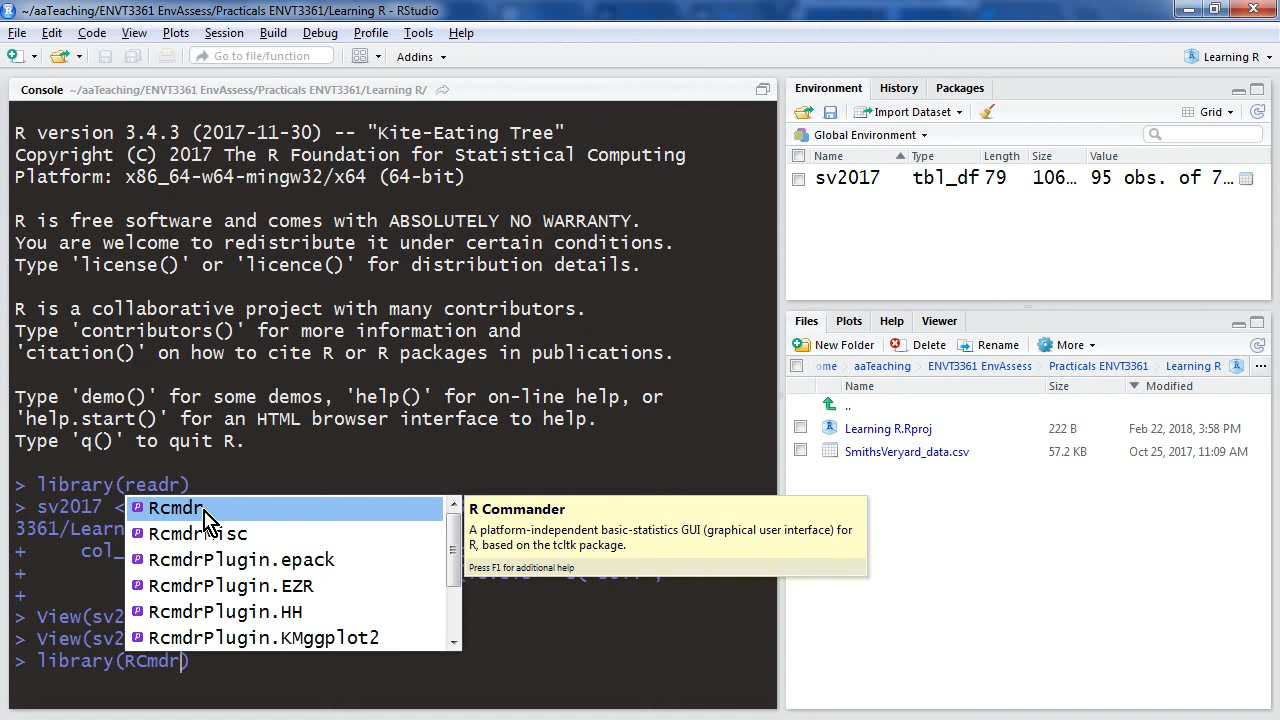 ~/aaTeaching/ENVT3361 EnvAssess/Practicals ENVT3361/Learning R - RStudio
File Edit Code View Plots Session Build Debug Profile Tools Help
Go to file/function Addins Learning R
Console ~/aaTeaching/ENVT3361 EnvAssess/Practicals ENVT3361/Learning R/
R version 3.4.3 (2017-11-30) -- "Kite-Eating Tree"
Copyright (C) 2017 The R Foundation for Statistical Computing
Platform: x86_64-w64-mingw32/x64 (64-bit)
R is free software and comes with ABSOLUTELY NO WARRANTY.
You are welcome to redistribute it under certain conditions.
Type 'license()' or 'licence()' for distribution details.
R is a collaborative project with many contributors.
Type 'contributors()' for more information and
'citation()' on how to cite R or R packages in publications.
Type 'demo()' for some demos, 'help()' for on-line help, or
'help.start()' for an HTML browser interface to help.
Type 'q()' to quit R.
> library(readr)
> sv2017 <
3361/Learn
+ col_
+
+
> View(sv2
> View(sv2
> library(RCmdr)
Rcmdr
RcmdrMisc
RcmdrPlugin.epack
RcmdrPlugin.EZR
RcmdrPlugin.HH
RcmdrPlugin.KMggplot2
R Commander
A platform-independent basic-statistics GUI (graphical user interface) for
R, based on the tcltk package.
Press F1 for additional help
Environment History Packages
Import Dataset Grid
Global Environment
Name Type Length Size Value
sv2017 tbl_df 79 106… 95 obs. of 7…
Files Plots Help Viewer
New Folder Delete Rename More
ome aaTeaching ENVT3361 EnvAssess Practicals ENVT3361 Learning R ...
Name Size Modified
..
Learning R.Rproj 222 B Feb 22, 2018, 3:58 PM
SmithsVeryard_data.csv 57.2 KB Oct 25, 2017, 11:09 AM